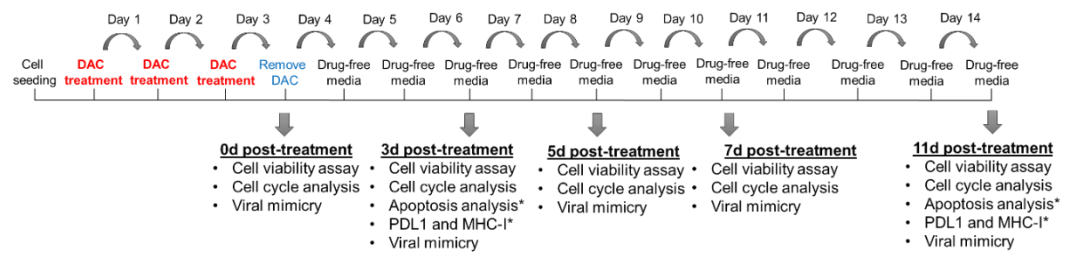 Day 1 Day 2 Day 3 Day 4 Day 5 Day 6 Day 7 Day 8 Day 9 Day 10 Day 11 Day 12 Day 13 Day 14
Cell seeding
DAC treatment
DAC treatment
DAC treatment
Remove DAC
Drug-free media
Drug-free media
Drug-free media
Drug-free media
Drug-free media
Drug-free media
Drug-free media
Drug-free media
Drug-free media
Drug-free media
Drug-free media
0d post-treatment
• Cell viability assay
• Cell cycle analysis
• Viral mimicry
3d post-treatment
• Cell viability assay
• Cell cycle analysis
• Apoptosis analysis*
• PDL1 and MHC-I*
• Viral mimicry
5d post-treatment
• Cell viability assay
• Cell cycle analysis
• Viral mimicry
7d post-treatment
• Cell viability assay
• Cell cycle analysis
11d post-treatment
• Cell viability assay
• Cell cycle analysis
• Apoptosis analysis*
• PDL1 and MHC-I*
• Viral mimicry